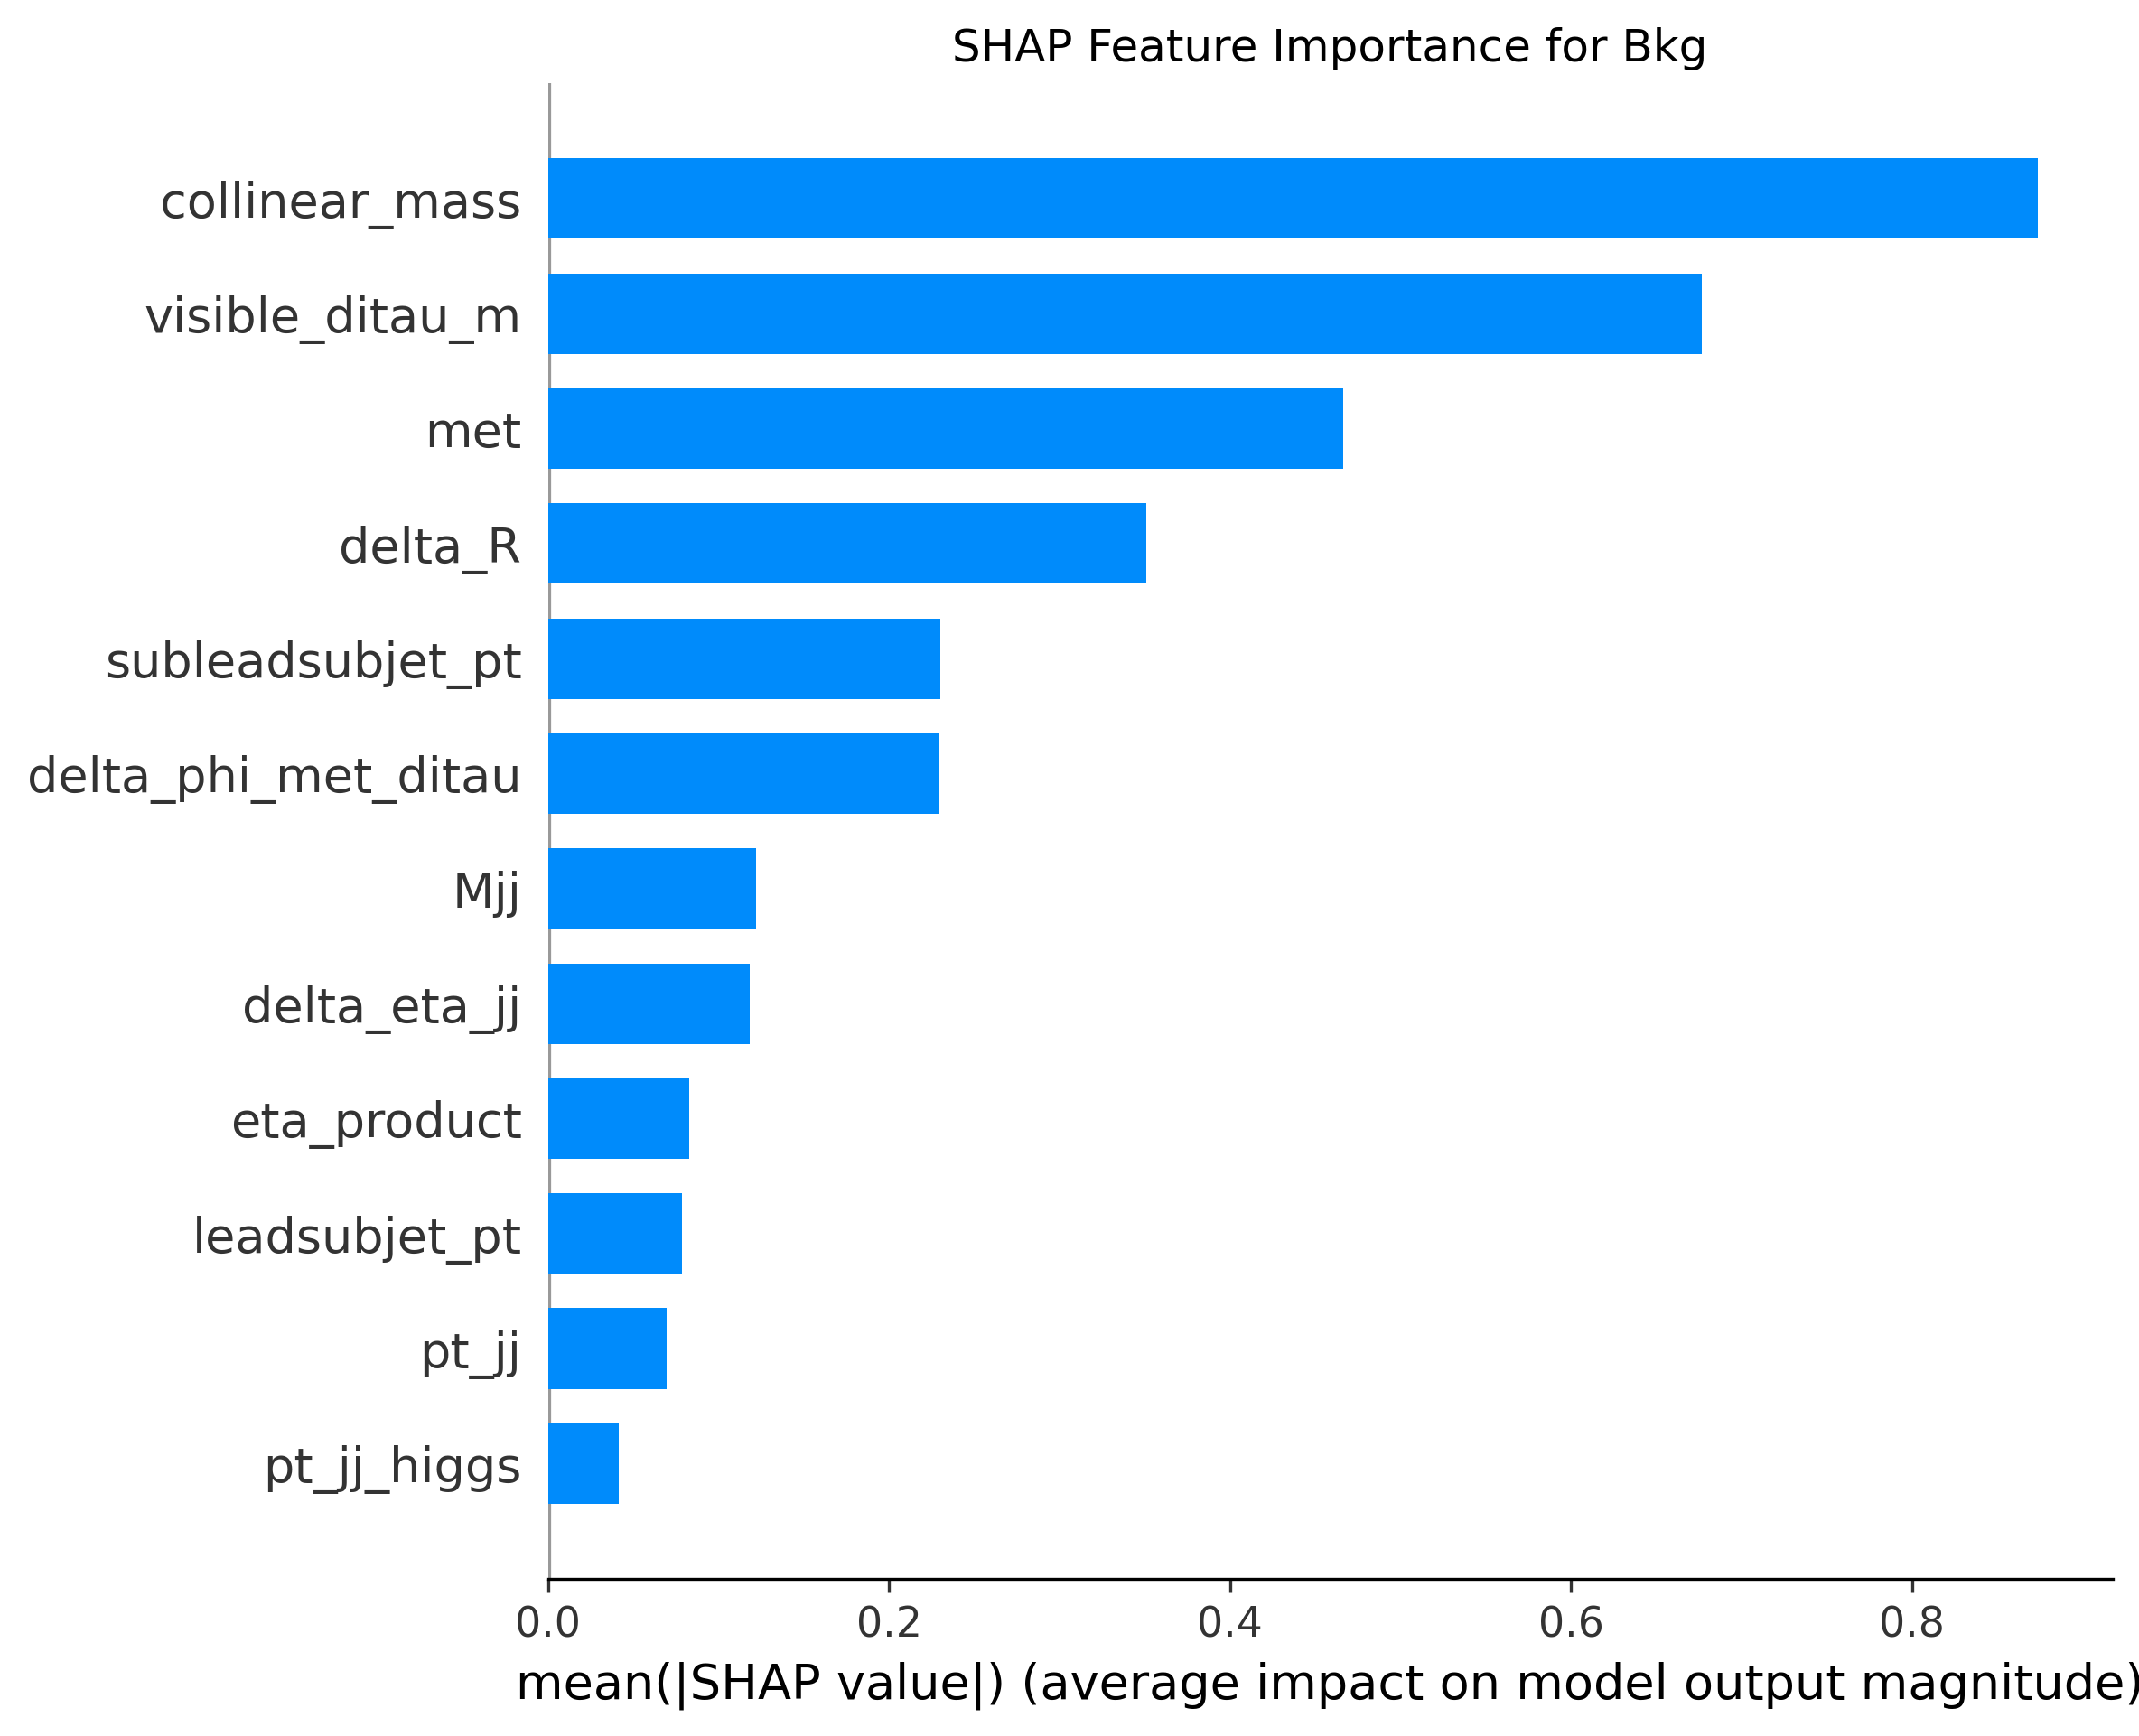 SHAP Feature Importance for Bkg
collinear_mass
visible_ditau_m
met
delta_R
subleadsubjet_pt
delta_phi_met_ditau
Mjj
delta_eta_jj
eta_product
leadsubjet_pt
pt_jj
pt_jj_higgs
0.0 0.2 0.4 0.6 0.8
mean(|SHAP value|) (average impact on model output magnitude)